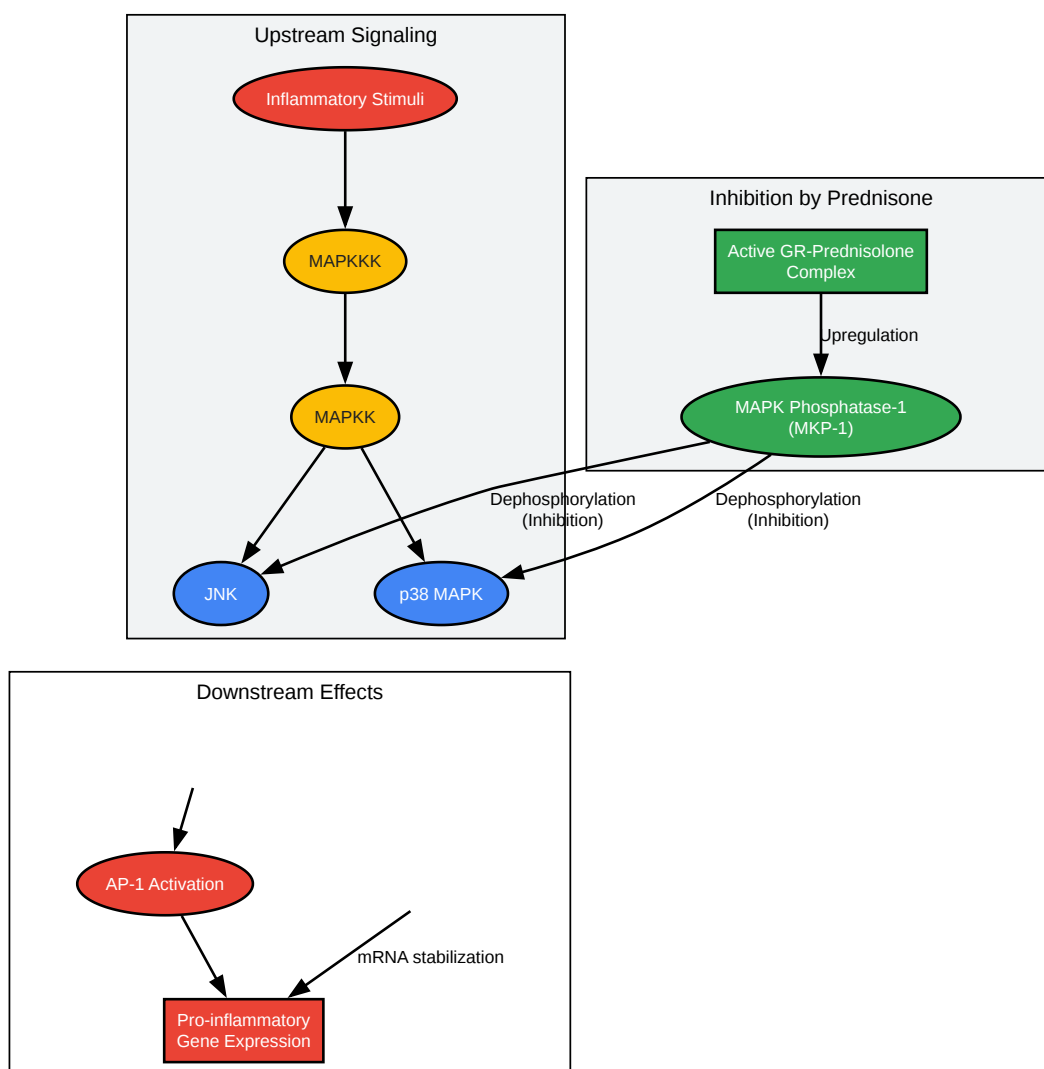 Upstream Signaling
Inflammatory Stimuli
Inhibition by Prednisone
MAPKKK
Active GR-Prednisolone
Complex
Upregulation
MAPKK
MAPK Phosphatase-1
(MKP-1)
Dephosphorylation
(Inhibition)
Dephosphorylation
(Inhibition)
JNK
p38 MAPK
Downstream Effects
AP-1 Activation
mRNA stabilization
Pro-inflammatory
Gene Expression